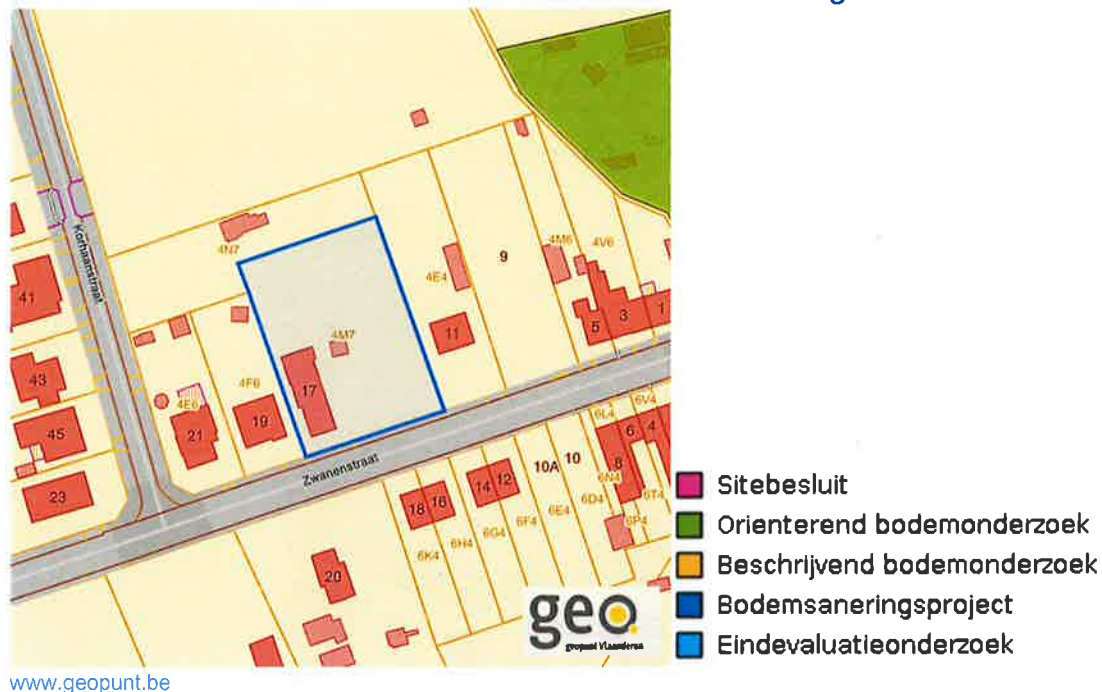 Korhaanstraat
4N7
41
4E4
9
4M6
4V6
5
3
1
11
43
4M7
4F6
17
4E6
19
21
45
23
Zwanenstraat
6L4
6V4
6
4
10A
10
8
14
12
18
16
6N4
6D4
6T4
6E4
6F4
6P4
6G4
6H4
6K4
20
geo
geopunt Vlaanderen
Sitebesluit
Orienterend bodemonderzoek
Beschrijvend bodemonderzoek
Bodemsaneringsproject
Eindevaluatieonderzoek
www.geopunt.be